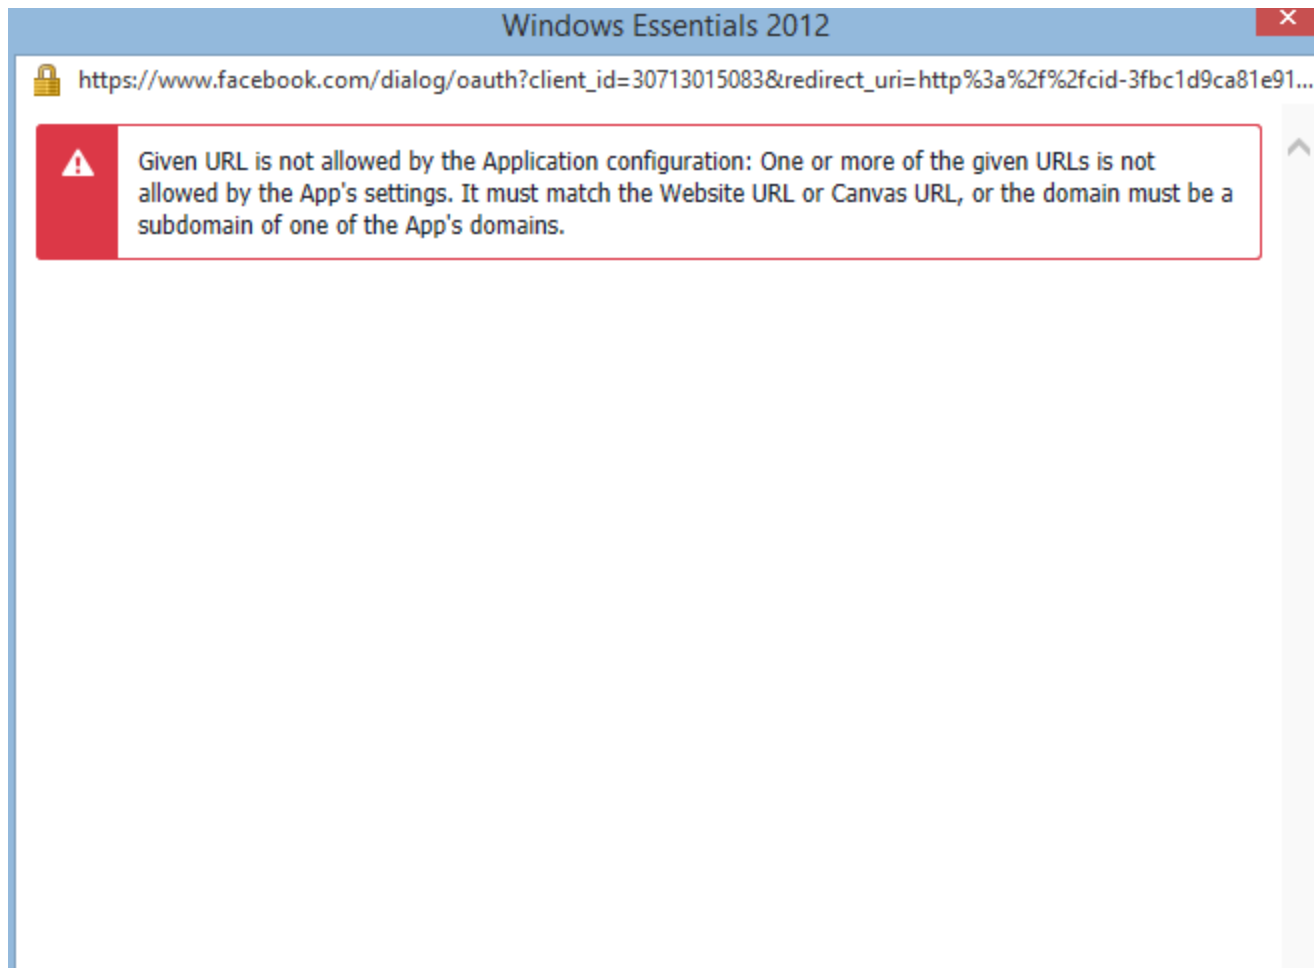 Windows Essentials 2012
https://www.facebook.com/dialog/oauth?client_id=30713015083&redirect_uri=http%3a%2f%2fcid-3fbc1d9ca81e91...
Given URL is not allowed by the Application configuration: One or more of the given URLs is not
allowed by the App's settings. It must match the Website URL or Canvas URL, or the domain must be a
subdomain of one of the App's domains.